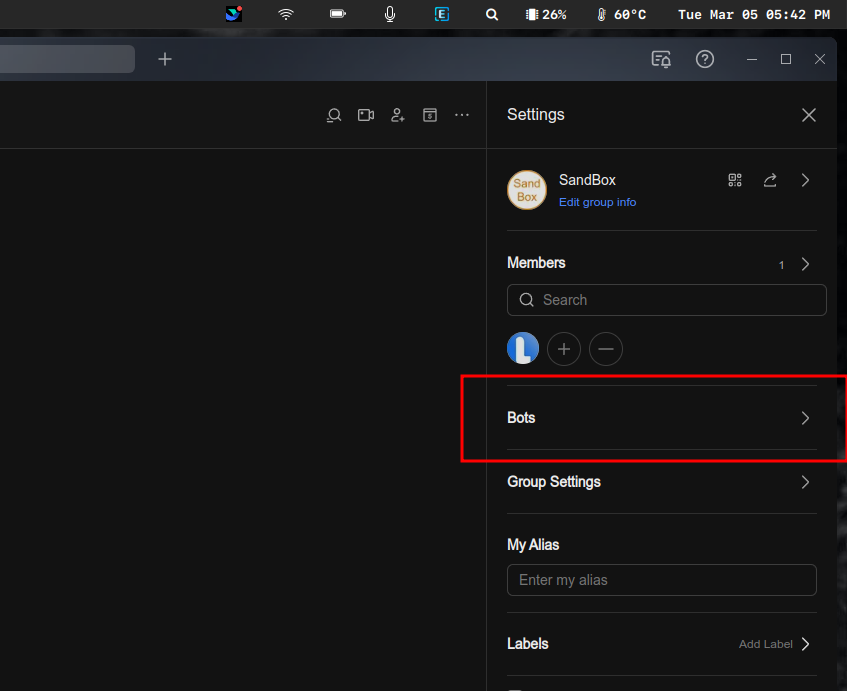 E 26% 60°C Tue Mar 05 05:42 PM
6
Settings
Sand
Box
SandBox
Edit group info
Members 1
Search
L
Bots
Group Settings
My Alias
Enter my alias
Labels Add Label